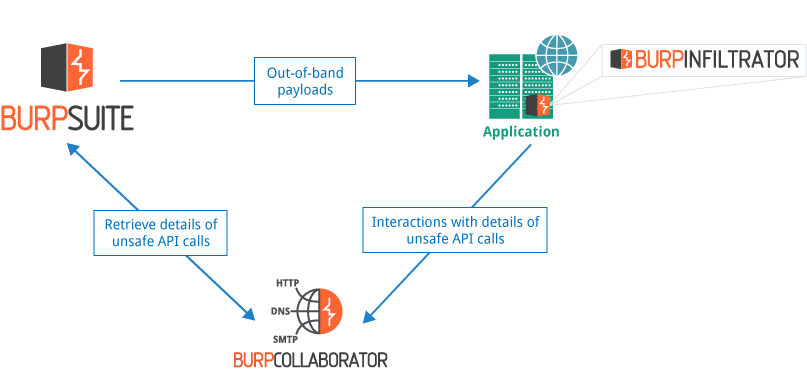 BURPSUITE
Out-of-band
payloads
Application
BURPINFILTRATOR
Retrieve details of
unsafe API calls
Interactions with details of
unsafe API calls
HTTP
DNS
SMTP
BURPCOLLABORATOR